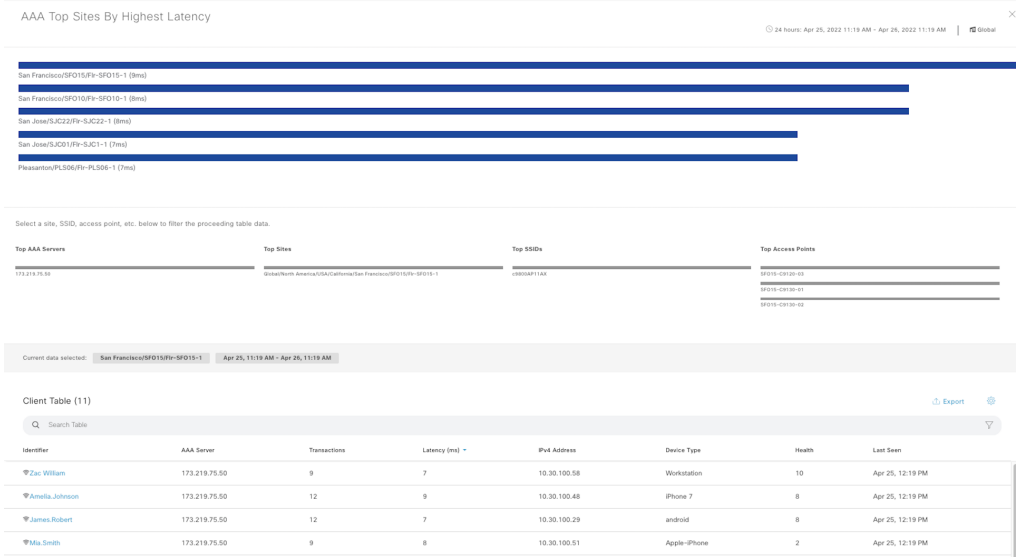 AAA Top Sites By Highest Latency
24 hours: Apr 25, 2022 11:19 AM - Apr 26, 2022 11:19 AM | Global
San Francisco/SFO15/Flr-SFO15-1 (9ms)
San Francisco/SFO10/Flr-SFO10-1 (8ms)
San Jose/SJC22/Flr-SJC22-1 (8ms)
San Jose/SJC01/Flr-SJC1-1 (7ms)
Pleasanton/PLS06/Flr-PLS06-1 (7ms)
Select a site, SSID, access point, etc. below to filter the proceeding table data.
Top AAA Servers Top Sites Top SSIDs Top Access Points
173.219.75.50 Global/North America/USA/California/San Francisco/SFO15/Flr-SFO15-1 c9800AP11AX SFO15-C9120-03
SFO15-C9130-01
SFO15-C9130-02
Current data selected: San Francisco/SFO15/Flr-SFO15-1 Apr 25, 11:19 AM - Apr 26, 11:19 AM
Client Table (11) Export
Search Table
Identifier AAA Server Transactions Latency (ms) IPv4 Address Device Type Health Last Seen
Zac William 173.219.75.50 9 7 10.30.100.58 Workstation 10 Apr 25, 12:19 PM
Amelia.Johnson 173.219.75.50 12 9 10.30.100.48 iPhone 7 8 Apr 25, 12:19 PM
James.Robert 173.219.75.50 12 7 10.30.100.29 android 8 Apr 25, 12:19 PM
Mia.Smith 173.219.75.50 9 8 10.30.100.51 Apple-iPhone 2 Apr 25, 12:19 PM